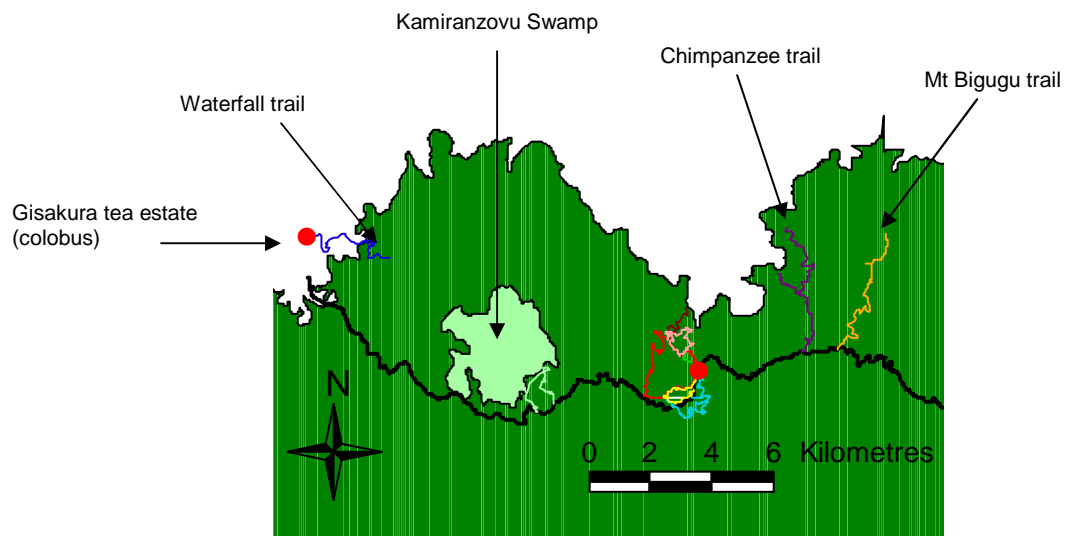 Kamiranzovu Swamp
Chimpanzee trail
Mt Bigugu trail
Waterfall trail
Gisakura tea estate
(colobus)
N
0 2 4 6 Kilometres